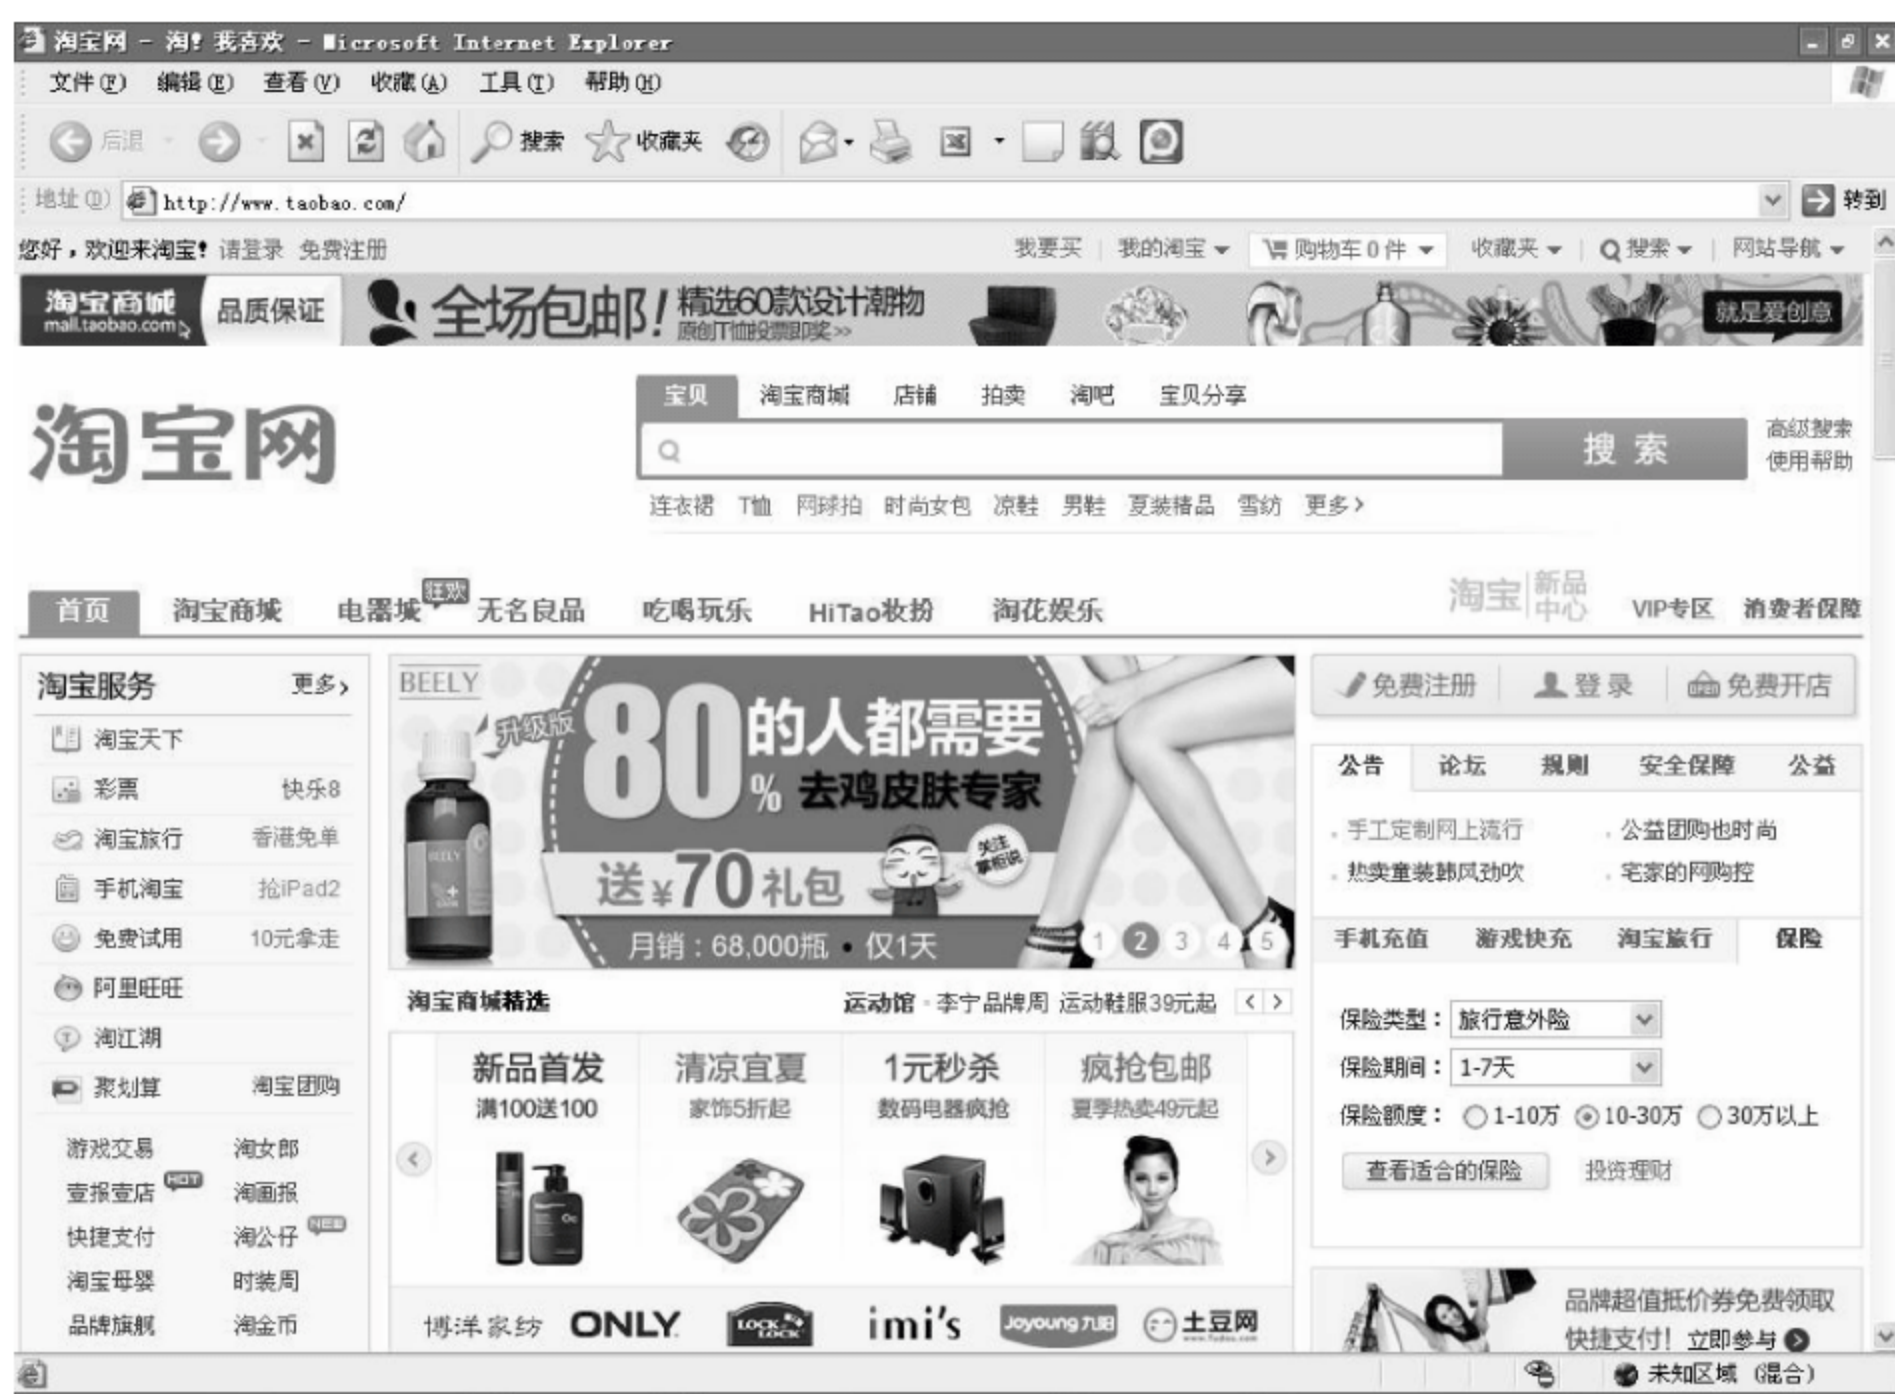 淘宝网 - 淘! 我喜欢 - Microsoft Internet Explorer
文件(F) 编辑(E) 查看(V) 收藏(A) 工具(T) 帮助(H)
后退 搜索 收藏夹
地址(D) http://www.taobao.com/ 转到
您好，欢迎来淘宝! 请登录 免费注册 我要买 我的淘宝 购物车0件 收藏夹 搜索 网站导航
淘宝商城 品质保证 全场包邮! 精选60款设计潮物 就是爱创意
mall.taobao.com 原创T恤投票即奖>>
宝贝 淘宝商城 店铺 拍卖 淘吧 宝贝分享
淘宝网 搜索 高级搜索
使用帮助
连衣裙 T恤 网球拍 时尚女包 凉鞋 男鞋 夏装精品 雪纺 更多>
首页 淘宝商城 电器城 狂欢 无名良品 吃喝玩乐 HiTao妆扮 淘花娱乐 淘宝 新品中心 VIP专区 消费者保障
淘宝服务 更多>
淘宝天下
彩票 快乐8
淘宝旅行 香港免单
手机淘宝 抢iPad2
免费试用 10元拿走
阿里旺旺
淘江湖
聚划算 淘宝团购
游戏交易 淘女郎
壹报壹店 HOT 淘画报
快捷支付 淘公仔
淘宝母婴 时装周
品牌旗舰 淘金币
BEELY
升级版
80%的人都需要
去鸡皮肤专家
BEELY
关注
掌柜说
送¥70礼包
月销：68,000瓶 • 仅1天
1 2 3 4 5
淘宝商城精选 运动馆 李宁品牌周 运动鞋服39元起 < >
新品首发 清凉宜夏 1元秒杀 疯抢包邮
满100送100 家饰5折起 数码电器疯抢 夏季热卖49元起
博洋家纺 ONLY LOCK&LOCK imi's Joyoung九阳 土豆网
www.tudou.com
免费注册 登录 免费开店
公告 论坛 规则 安全保障 公益
手工定制网上流行 公益团购也时尚
热卖童装韩风劲吹 宅家的网购控
手机充值 游戏快充 淘宝旅行 保险
保险类型： 旅行意外险
保险期间： 1-7天
保险额度： 1-10万 10-30万 30万以上
查看适合的保险 投资理财
品牌超值抵价券免费领取
快捷支付! 立即参与
未知区域 (混合)